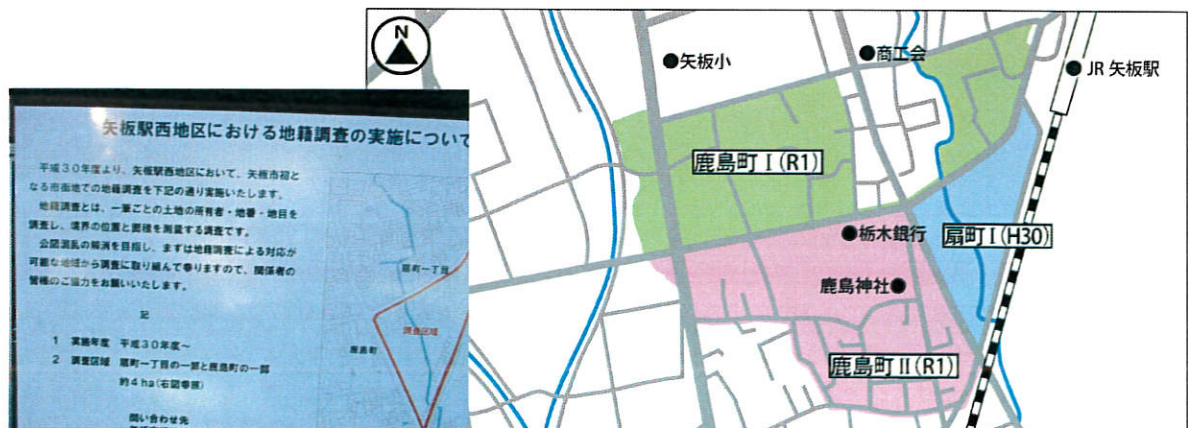 矢板駅西地区における地籍調査の実施について
平成30年度より、矢板駅西地区において、矢板市初と
なる市街地での地籍調査を下記の通り実施いたします。
地籍調査とは、一筆ごとの土地の所有者・地番・地目を
調査し、境界の位置と面積を測量する調査です。
公図混乱の解消を目指し、まずは地籍調査による対応が
可能な地域から調査に取り組んで参りますので、関係者の
皆様のご協力をお願いいたします。
記
1 実施年度 平成30年度~
2 調査区域 扇町一丁目の一部と鹿島町の一部
約4ha(右図参照)
問い合わせ先
扇町一丁目
調査区域
鹿島町
N
矢板小
商工会
JR 矢板駅
鹿島町Ⅰ(R1)
栃木銀行
扇町Ⅰ(H30)
鹿島神社
鹿島町Ⅱ(R1)